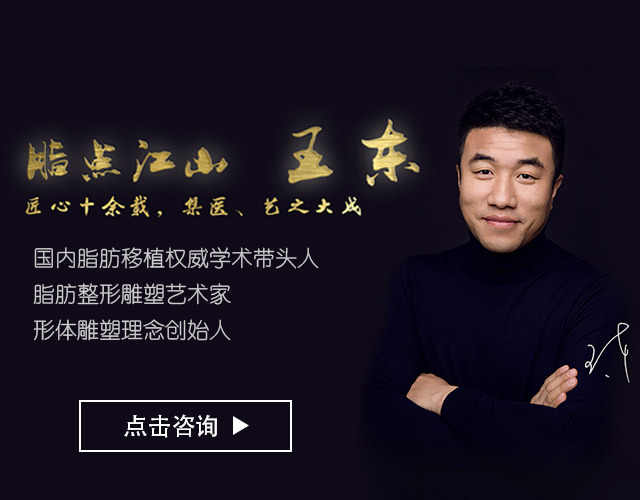 脂点江山 王东
匠心十余载，集医、艺之大成
国内脂肪移植权威学术带头人
脂肪整形雕塑艺术家
形体雕塑理念创始人
点击咨询 ▶